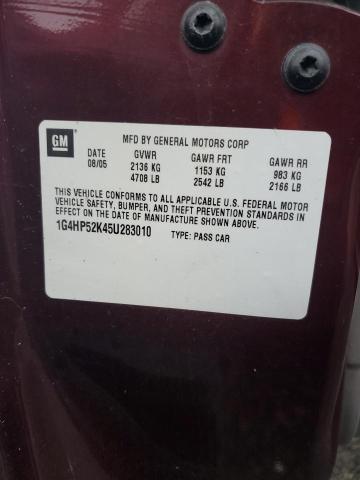 GM
MFD BY GENERAL MOTORS CORP
DATE GVWR GAWR FRT GAWR RR
08/05 2136 KG 1153 KG 983 KG
4708 LB 2542 LB 2166 LB
THIS VEHICLE CONFORMS TO ALL APPLICABLE U.S. FEDERAL MOTOR
VEHICLE SAFETY, BUMPER, AND THEFT PREVENTION STANDARDS IN
EFFECT ON THE DATE OF MANUFACTURE SHOWN ABOVE.
1G4HP52K45U283010 TYPE: PASS CAR